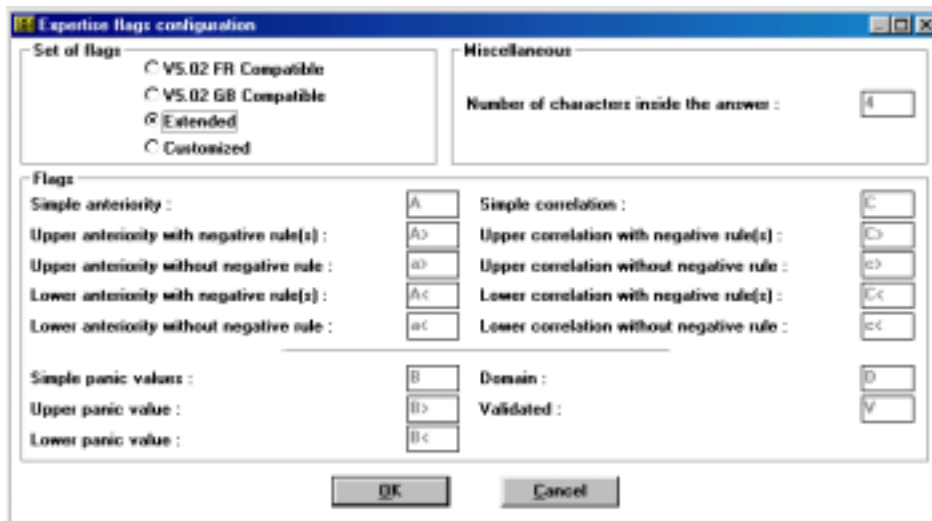 Expertise flags configuration
Set of flags
V5.02 FR Compatible
V5.02 GB Compatible
Extended
Customized
Miscellaneous
Number of characters inside the answer : 4
Flags
Simple anteriority : A Simple correlation : C
Upper anteriority with negative rule(s) : A> Upper correlation with negative rule(s) : C>
Upper anteriority without negative rule : a> Upper correlation without negative rule : c>
Lower anteriority with negative rule(s) : A< Lower correlation with negative rule(s) : C<
Lower anteriority without negative rule : a< Lower correlation without negative rule : c<
Simple panic values : B Domain : D
Upper panic value : B> Validated : V
Lower panic value : B<
OK Cancel